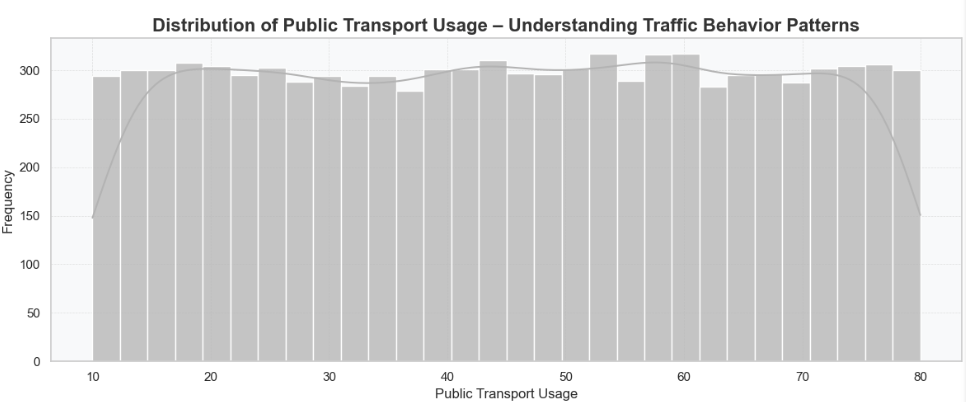 Distribution of Public Transport Usage – Understanding Traffic Behavior Patterns
Frequency
300
250
200
150
100
50
0
10 20 30 40 50 60 70 80
Public Transport Usage